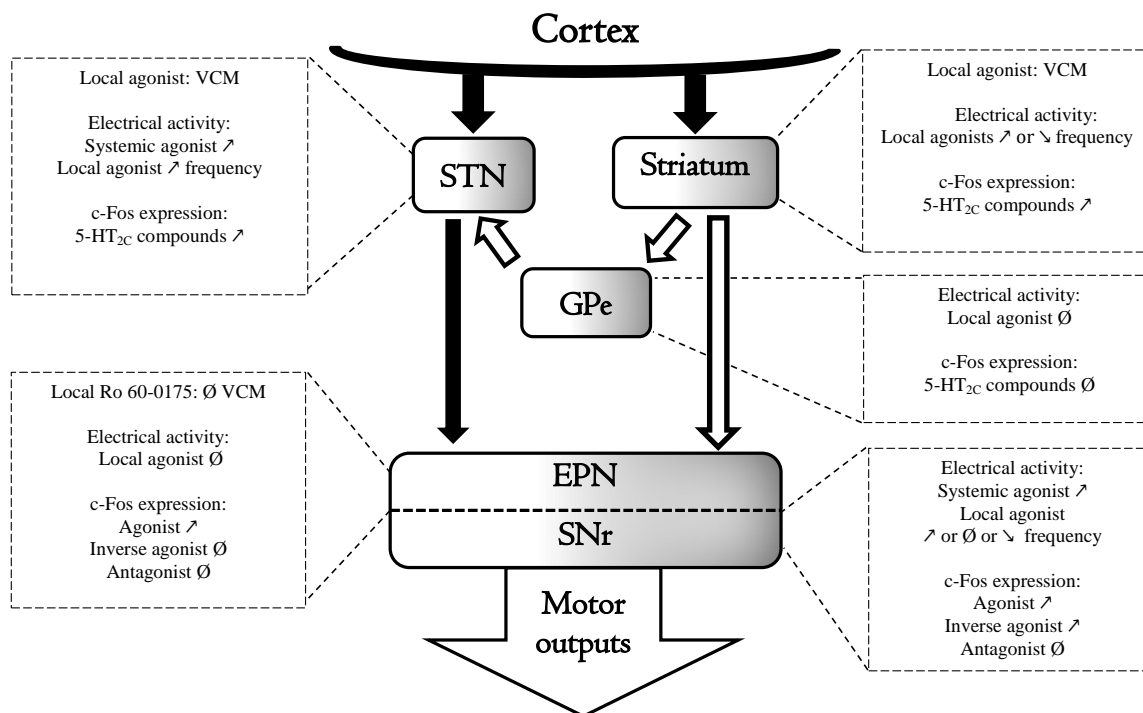 Cortex
Local agonist: VCM
Electrical activity:
Systemic agonist ↗
Local agonist ↗ frequency
c-Fos expression:
5-HT2C compounds ↗
STN
Striatum
Local agonist: VCM
Electrical activity:
Local agonists ↗ or ↘ frequency
c-Fos expression:
5-HT2C compounds ↗
GPe
Electrical activity:
Local agonist Ø
c-Fos expression:
5-HT2C compounds Ø
Local Ro 60-0175: Ø VCM
Electrical activity:
Local agonist Ø
c-Fos expression:
Agonist ↗
Inverse agonist Ø
Antagonist Ø
EPN
SNr
Electrical activity:
Systemic agonist ↗
Local agonist
↗ or Ø or ↘ frequency
c-Fos expression:
Agonist ↗
Inverse agonist ↗
Antagonist Ø
Motor
outputs